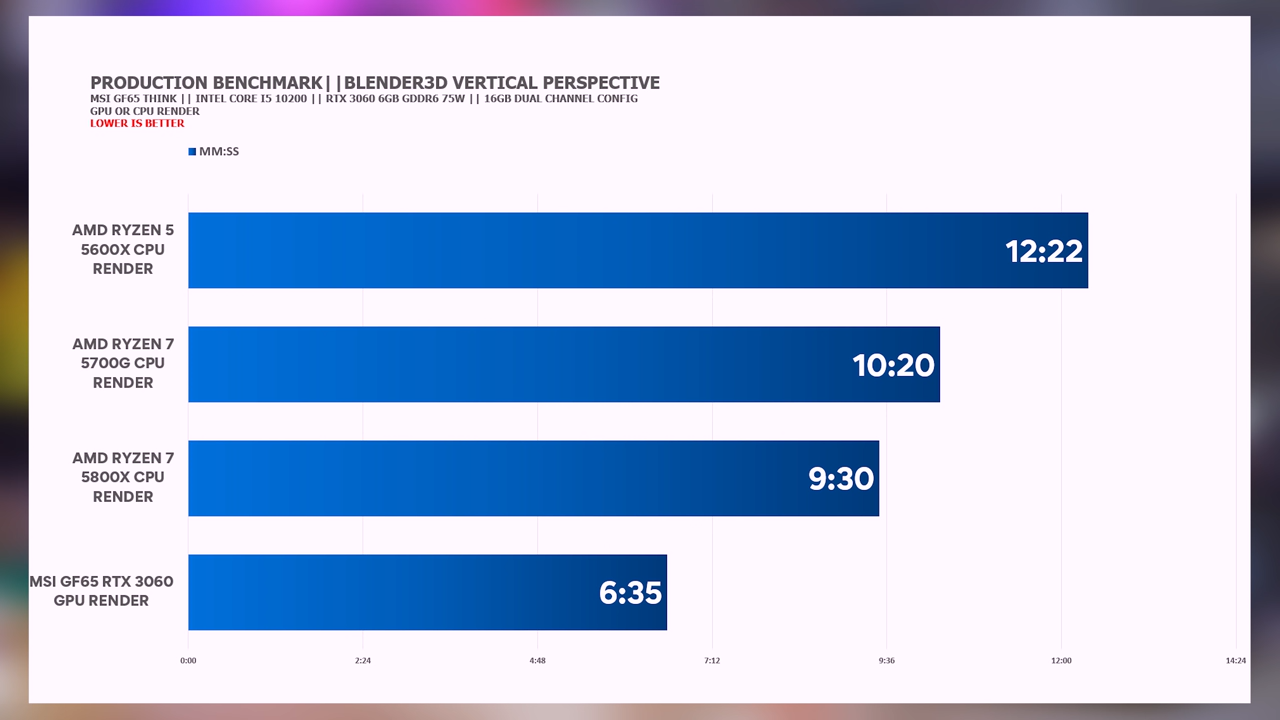 PRODUCTION BENCHMARK||BLENDER3D VERTICAL PERSPECTIVE
MSI GF65 THINK || INTEL CORE I5 10200 || RTX 3060 6GB GDDR6 75W || 16GB DUAL CHANNEL CONFIG
GPU OR CPU RENDER
LOWER IS BETTER
MM:SS
AMD RYZEN 5
5600X CPU
RENDER
12:22
AMD RYZEN 7
5700G CPU
RENDER
10:20
AMD RYZEN 7
5800X CPU
RENDER
9:30
MSI GF65 RTX 3060
GPU RENDER
6:35
0:00 2:24 4:48 7:12 9:36 12:00 14:24